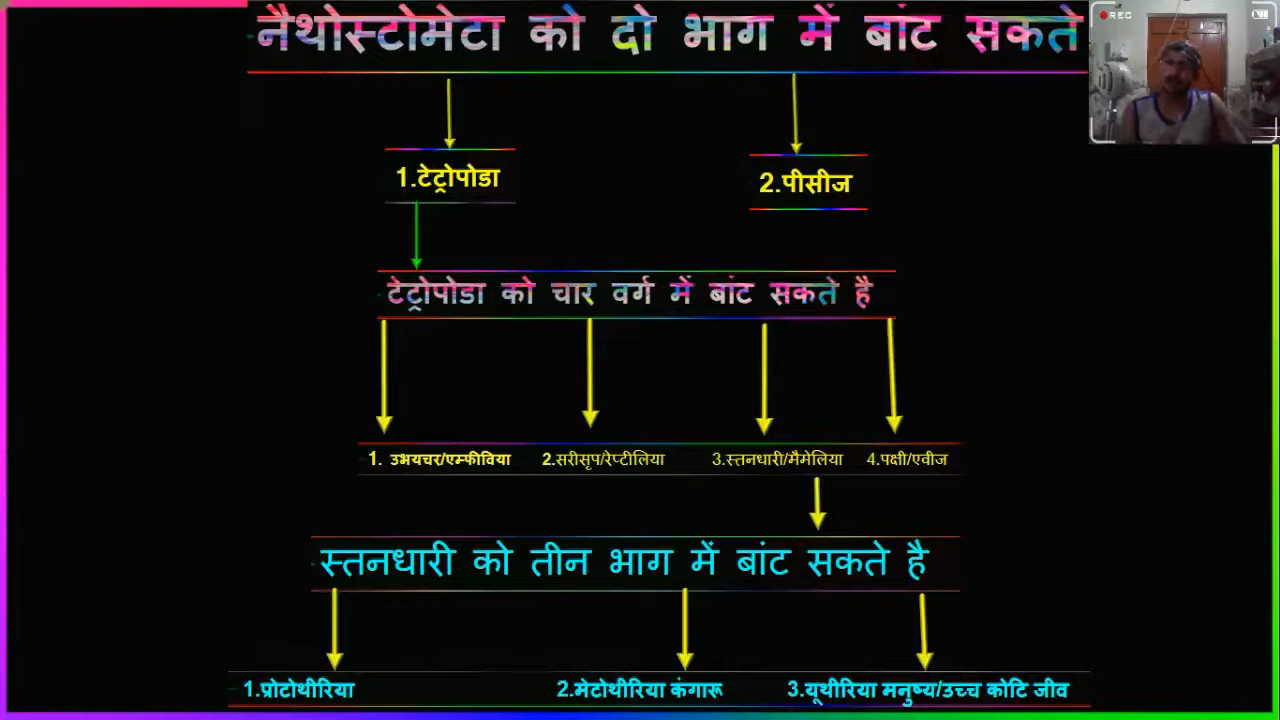 नैथोस्टोमेटा को दो भाग में बांट सकते
REC
1.टेट्रोपोडा 2.पीसीज
टेट्रोपोडा को चार वर्ग में बांट सकते है
1. उभयचर/एम्फीविया 2.सरीसृप/रेप्टीलिया 3.स्तनधारी/मैमेलिया 4.पक्षी/एवीज
स्तनधारी को तीन भाग में बांट सकते है
1.प्रोटोथीरिया 2.मेटोथीरिया कंगारू 3.यूथीरिया मनुष्य/उच्च कोटि जीव